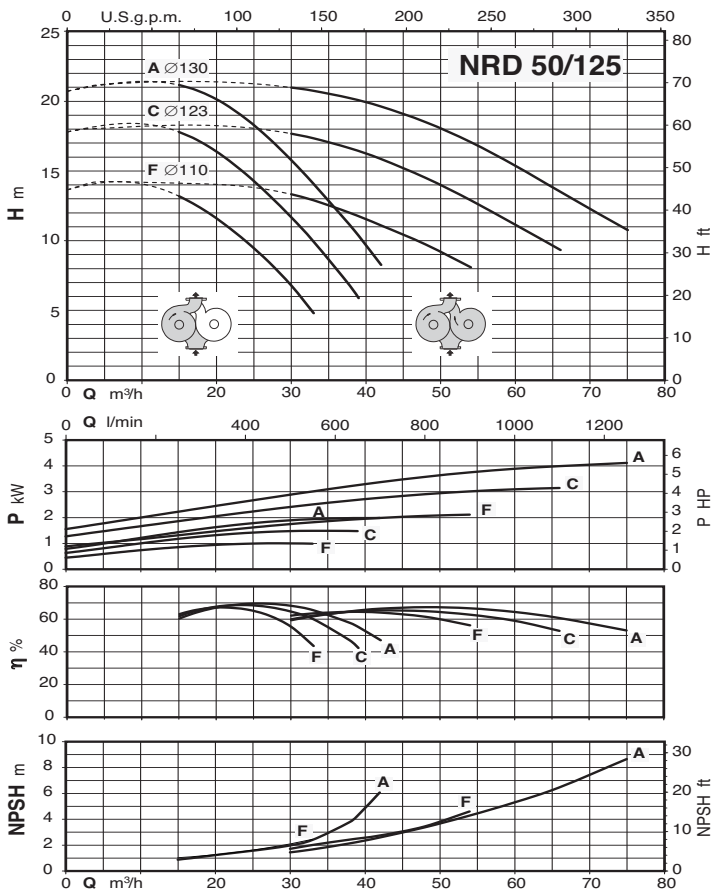 0 U.S.g.p.m. 100 150 200 250 300 350
25 20 15 10 5 0
H m
80 70 60 50 40 30 20 10 0
H ft
NRD 50/125
A ∅130
C ∅123
F ∅110
0 Q m³/h 20 30 40 50 60 70 80
0 Q l/min 400 600 800 1000 1200
5 4 3 2 1 0
P kW
6 5 4 3 2 1 0
P HP
A
C
A
F
C
F
80 60 40 20 0
η %
F C A F C A
10 8 6 4 2 0
NPSH m
30 20 10 0
NPSH ft
A
A
F
F
0 Q m³/h 20 30 40 50 60 70 80